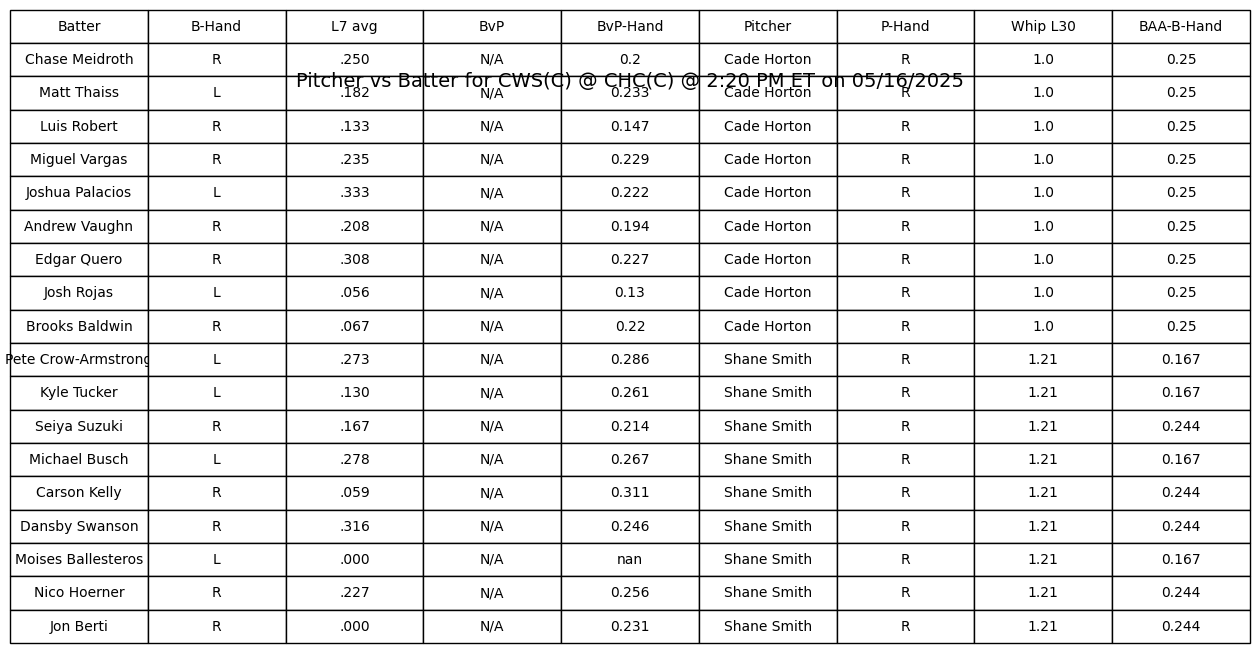 Batter B-Hand L7 avg BvP BvP-Hand Pitcher P-Hand Whip L30 BAA-B-Hand
Chase Meidroth R .250 N/A 0.2 Cade Horton R 1.0 0.25
Pitcher vs Batter for CWS(C) @ CHC(C) @ 2:20 PM ET on 05/16/2025
Matt Thaiss L .182 N/A 0.233 Cade Horton R 1.0 0.25
Luis Robert R .133 N/A 0.147 Cade Horton R 1.0 0.25
Miguel Vargas R .235 N/A 0.229 Cade Horton R 1.0 0.25
Joshua Palacios L .333 N/A 0.222 Cade Horton R 1.0 0.25
Andrew Vaughn R .208 N/A 0.194 Cade Horton R 1.0 0.25
Edgar Quero R .308 N/A 0.227 Cade Horton R 1.0 0.25
Josh Rojas L .056 N/A 0.13 Cade Horton R 1.0 0.25
Brooks Baldwin R .067 N/A 0.22 Cade Horton R 1.0 0.25
Pete Crow-Armstrong L .273 N/A 0.286 Shane Smith R 1.21 0.167
Kyle Tucker L .130 N/A 0.261 Shane Smith R 1.21 0.167
Seiya Suzuki R .167 N/A 0.214 Shane Smith R 1.21 0.244
Michael Busch L .278 N/A 0.267 Shane Smith R 1.21 0.167
Carson Kelly R .059 N/A 0.311 Shane Smith R 1.21 0.244
Dansby Swanson R .316 N/A 0.246 Shane Smith R 1.21 0.244
Moises Ballesteros L .000 N/A nan Shane Smith R 1.21 0.167
Nico Hoerner R .227 N/A 0.256 Shane Smith R 1.21 0.244
Jon Berti R .000 N/A 0.231 Shane Smith R 1.21 0.244